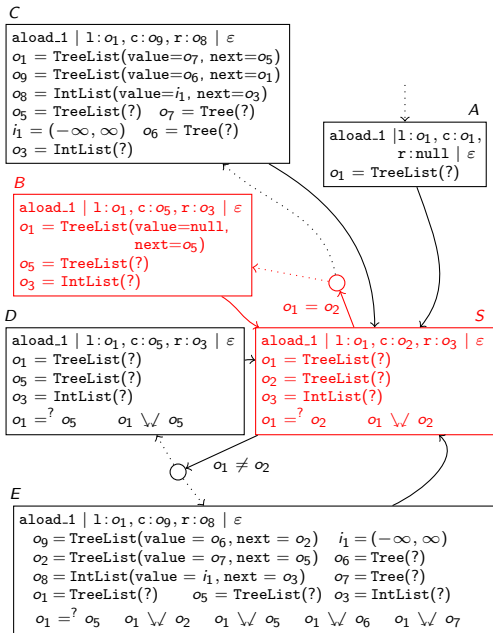 C
aload_1 | l:o₁, c:o₉, r:o₈ | ε
o₁ = TreeList(value=o₇, next=o₅)
o₉ = TreeList(value=o₆, next=o₁)
o₈ = IntList(value=i₁, next=o₃)
o₅ = TreeList(?) o₇ = Tree(?)
i₁ = (−∞, ∞) o₆ = Tree(?)
o₃ = IntList(?)
A
aload_1 |l:o₁, c:o₁,
r:null | ε
o₁ = TreeList(?)
B
aload_1 | l:o₁, c:o₅, r:o₃ | ε
o₁ = TreeList(value=null,
next=o₅)
o₅ = TreeList(?)
o₃ = IntList(?)
o₁ = o₂
S
aload_1 | l:o₁, c:o₂, r:o₃ | ε
o₁ = TreeList(?)
o₂ = TreeList(?)
o₃ = IntList(?)
o₁ =? o₂ o₁ \↙/ o₂
D
aload_1 | l:o₁, c:o₅, r:o₃ | ε
o₁ = TreeList(?)
o₅ = TreeList(?)
o₃ = IntList(?)
o₁ =? o₅ o₁ \↙/ o₅
o₁ ≠ o₂
E
aload_1 | l:o₁, c:o₉, r:o₈ | ε
o₉ = TreeList(value = o₆, next = o₂) i₁ = (−∞, ∞)
o₂ = TreeList(value = o₇, next = o₅) o₆ = Tree(?)
o₈ = IntList(value = i₁, next = o₃) o₇ = Tree(?)
o₁ = TreeList(?) o₅ = TreeList(?) o₃ = IntList(?)
o₁ =? o₅ o₁ \↙/ o₂ o₁ \↙/ o₅ o₁ \↙/ o₆ o₁ \↙/ o₇